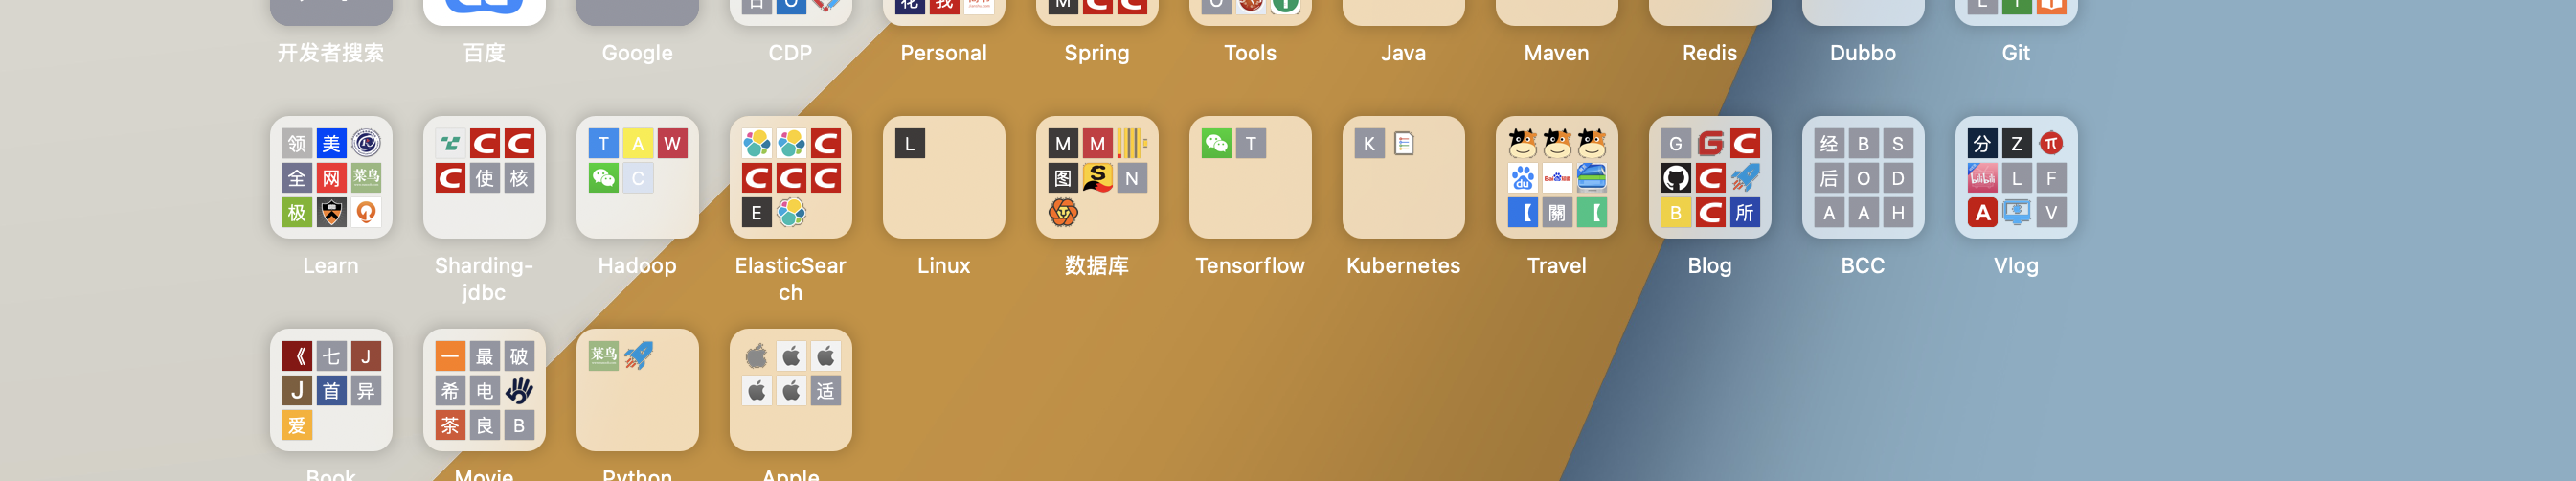 开发者搜索 百度 Google CDP Personal Spring Tools Java Maven Redis Dubbo Git
领 美
全 网 菜鸟
极
C C
C 使 核
T A W
C
C
C C C
E
L
M M
图 S N
T
K
du Bai
【 關 【
G G C
C
B C 所
经 B S
后 O D
A A H
分 Z π
bilibili L F
A V
Learn Sharding-jdbc Hadoop ElasticSearch Linux 数据库 Tensorflow Kubernetes Travel Blog BCC Vlog
《 七 J
J 首 异
爱
一 最 破
希 电
茶 良 B
菜鸟
适
Book Movie Python Apple